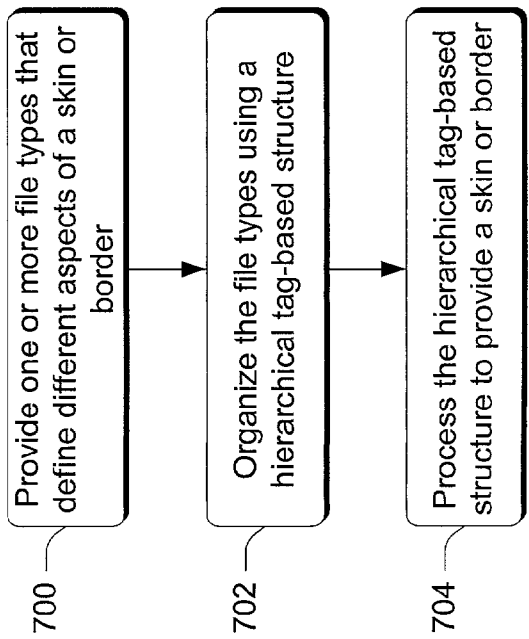 700
Provide one or more file types that
define different aspects of a skin or
border
702
Organize the file types using a
hierarchical tag-based structure
704
Process the hierarchical tag-based
structure to provide a skin or border